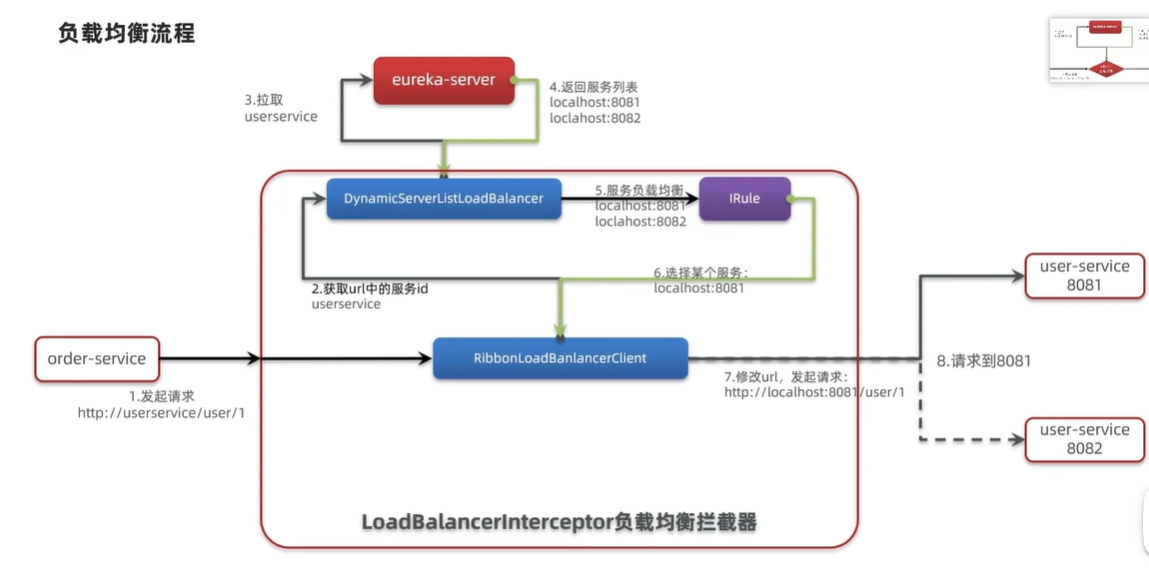 负载均衡流程
eureka-server
3.拉取
userservice
4.返回服务列表
localhost:8081
loclahost:8082
DynamicServerListLoadBalancer
5.服务负载均衡
localhost:8081
loclahost:8082
IRule
2.获取url中的服务id
userservice
6.选择某个服务：
localhost:8081
order-service
1.发起请求
http://userservice/user/1
RibbonLoadBanlancerClient
7.修改url，发起请求：
http://localhost:8081/user/1
8.请求到8081
user-service
8081
user-service
8082
LoadBalancerInterceptor负载均衡拦截器